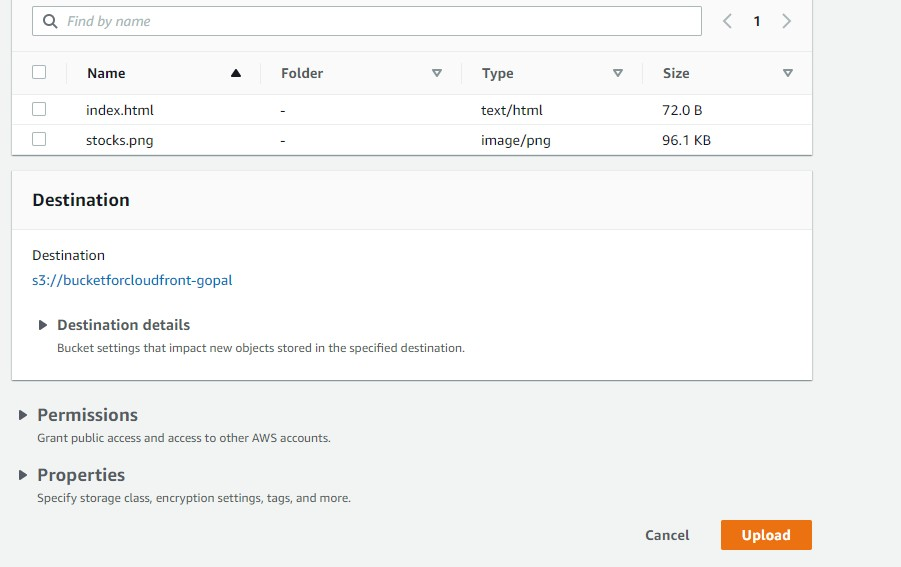 Find by name
1
Name Folder Type Size
index.html - text/html 72.0 B
stocks.png - image/png 96.1 KB
Destination
Destination
s3://bucketforcloudfront-gopal
Destination details
Bucket settings that impact new objects stored in the specified destination.
Permissions
Grant public access and access to other AWS accounts.
Properties
Specify storage class, encryption settings, tags, and more.
Cancel Upload